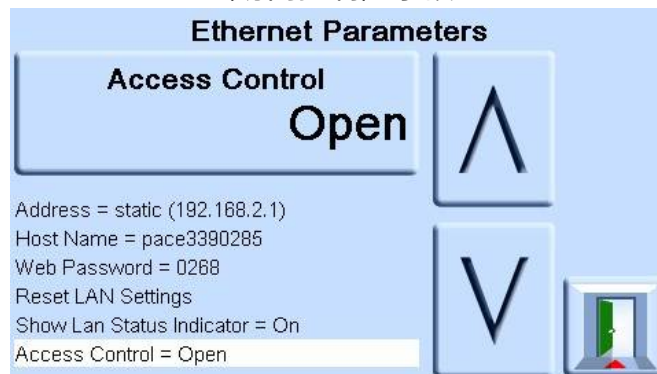 Ethernet Parameters
Access Control
Open
Address = static (192.168.2.1)
Host Name = pace3390285
Web Password = 0268
Reset LAN Settings
Show Lan Status Indicator = On
Access Control = Open